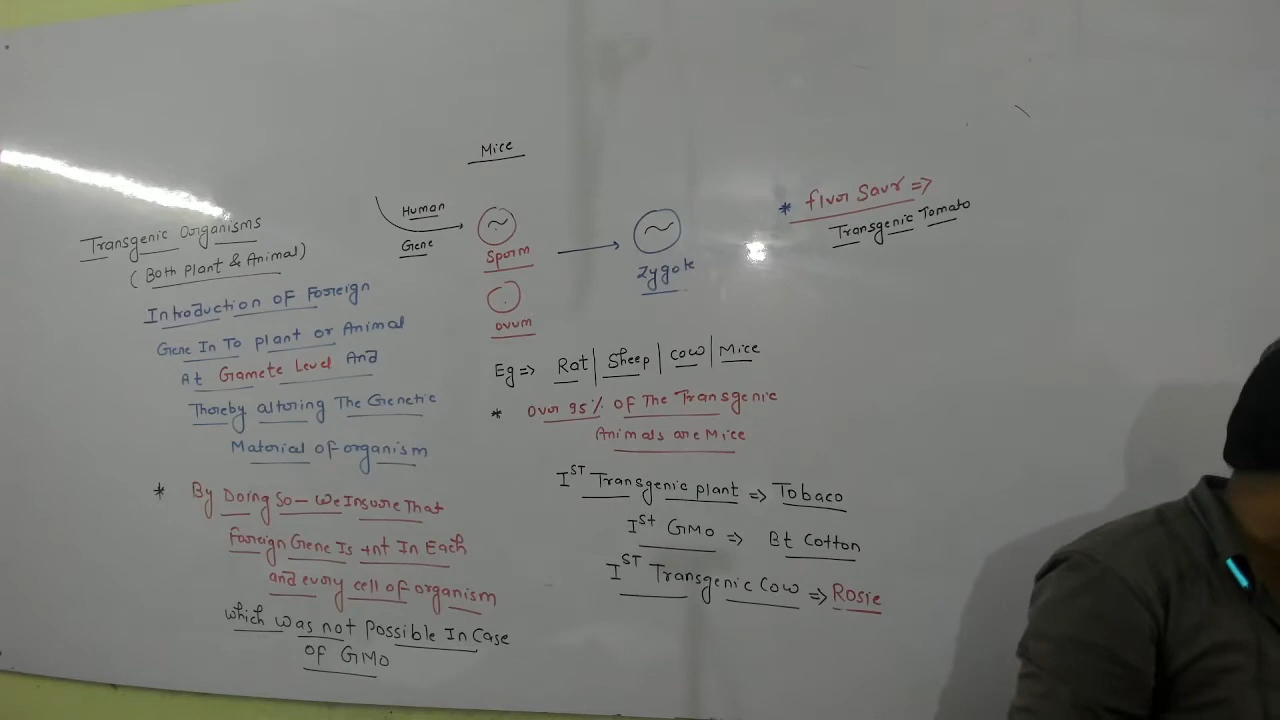 Transgenic Organisms
(Both Plant & Animal)
Introduction Of Foreign
Gene In To plant or Animal
At Gamete Level And
Thereby altering The Genetic
Material of organism
* By Doing So - We Insure That
foreign Gene Is +nt In Each
and every cell of organism
which was not Possible In Case
of GMO
Mice
Human
Gene
Sperm
Ovum
Zygote
Eg => Rat | Sheep | Cow | Mice
* Over 95% Of The Transgenic
Animals are Mice
Iˢᵀ Transgenic plant => Tobaco
Iˢᵗ GMO => Bt Cotton
Iˢᵀ Transgenic Cow => Rosie
* flvor Savr =>
Transgenic Tomato